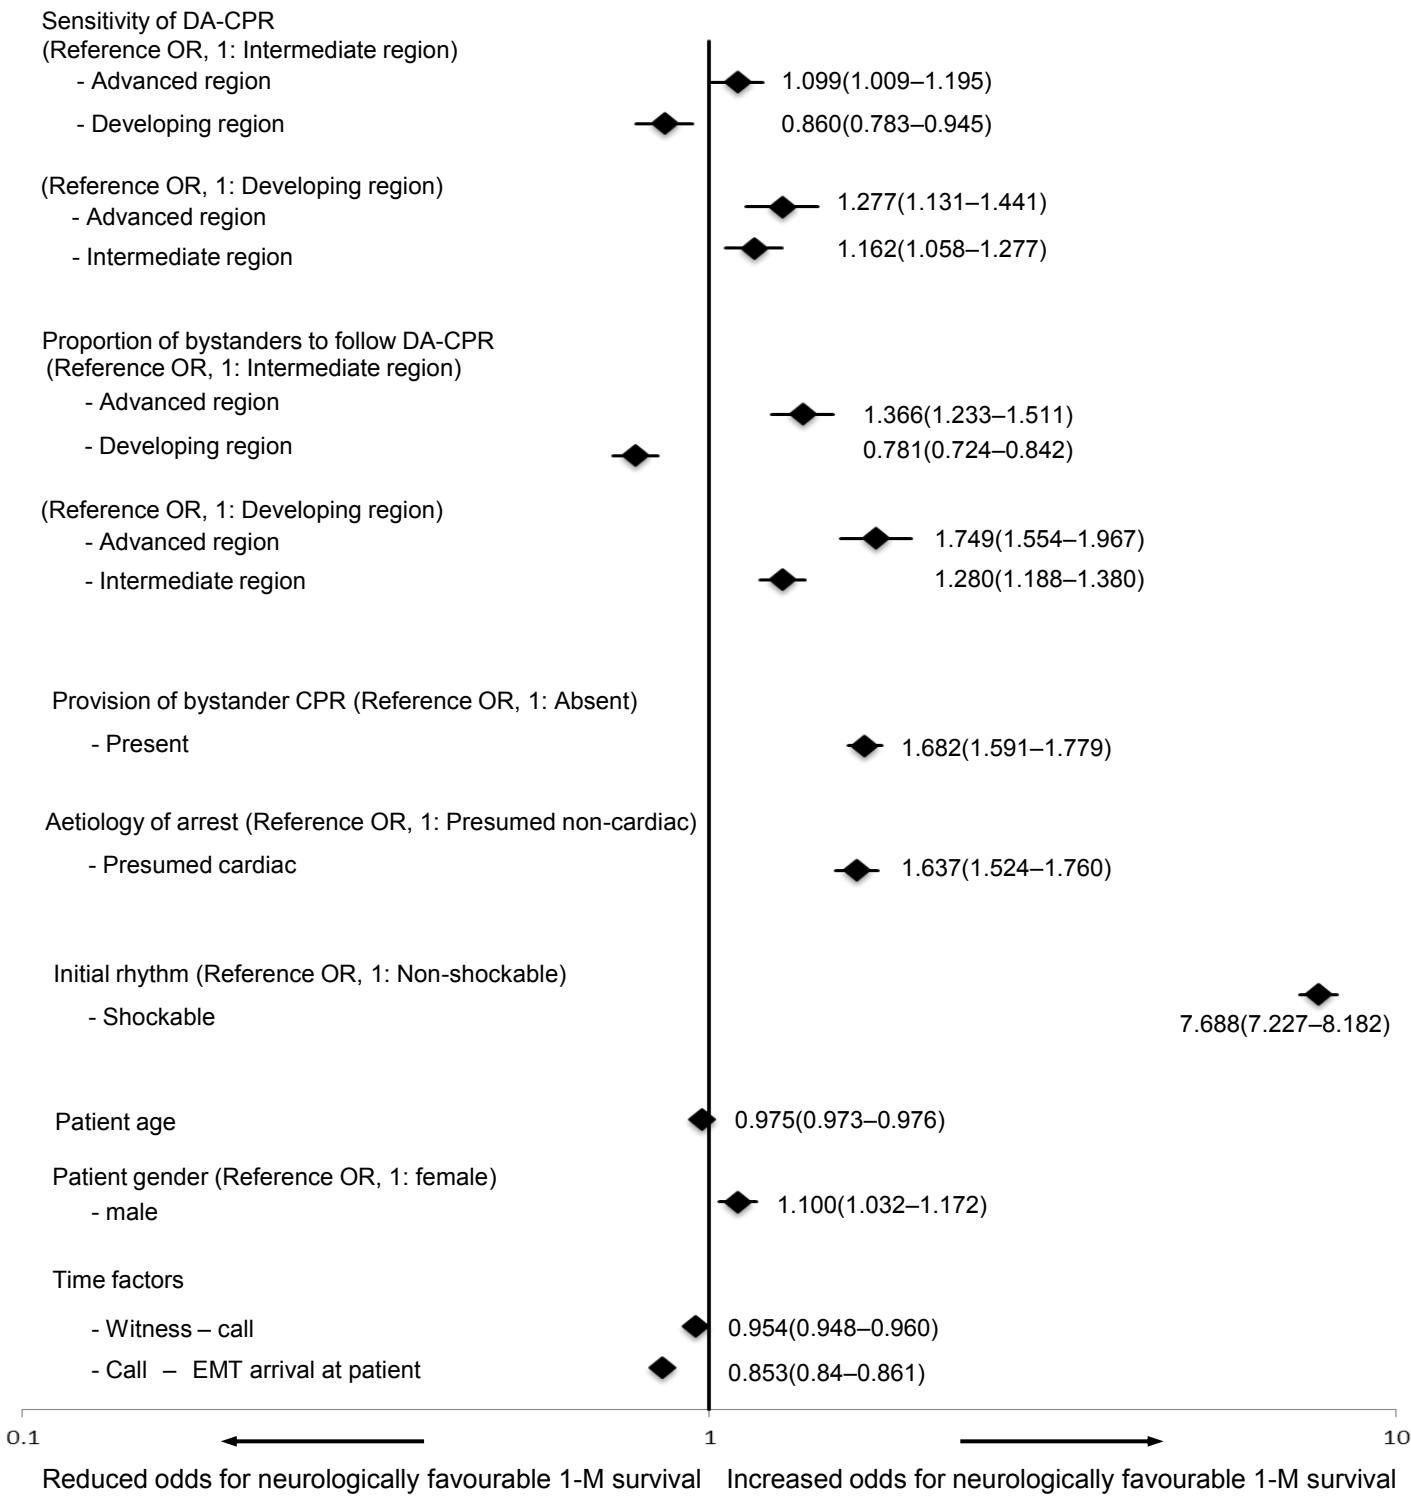 Sensitivity of DA-CPR
(Reference OR, 1: Intermediate region)
- Advanced region 1.099(1.009–1.195)
- Developing region 0.860(0.783–0.945)
(Reference OR, 1: Developing region)
- Advanced region 1.277(1.131–1.441)
- Intermediate region 1.162(1.058–1.277)
Proportion of bystanders to follow DA-CPR
(Reference OR, 1: Intermediate region)
- Advanced region 1.366(1.233–1.511)
- Developing region 0.781(0.724–0.842)
(Reference OR, 1: Developing region)
- Advanced region 1.749(1.554–1.967)
- Intermediate region 1.280(1.188–1.380)
Provision of bystander CPR (Reference OR, 1: Absent)
- Present 1.682(1.591–1.779)
Aetiology of arrest (Reference OR, 1: Presumed non-cardiac)
- Presumed cardiac 1.637(1.524–1.760)
Initial rhythm (Reference OR, 1: Non-shockable)
- Shockable 7.688(7.227–8.182)
Patient age 0.975(0.973–0.976)
Patient gender (Reference OR, 1: female)
- male 1.100(1.032–1.172)
Time factors
- Witness – call 0.954(0.948–0.960)
- Call – EMT arrival at patient 0.853(0.84–0.861)
0.1 1 10
Reduced odds for neurologically favourable 1-M survival Increased odds for neurologically favourable 1-M survival